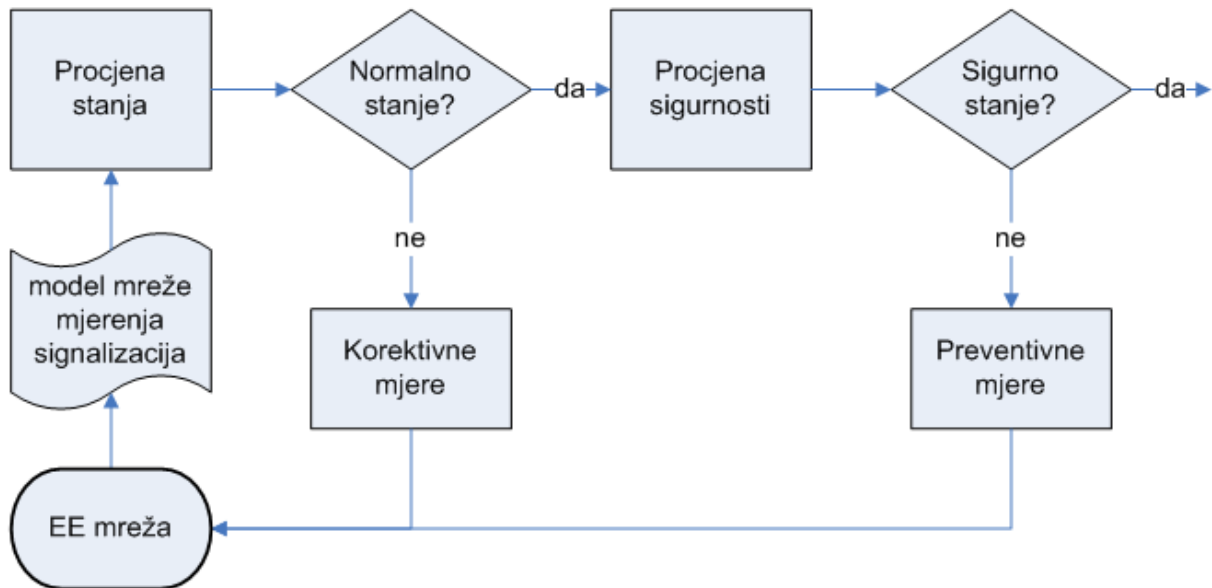 Procjena
stanja
Normalno
stanje?
da
Procjena
sigurnosti
Sigurno
stanje?
da
ne
ne
model mreže
mjerenja
signalizacija
Korektivne
mjere
Preventivne
mjere
EE mreža